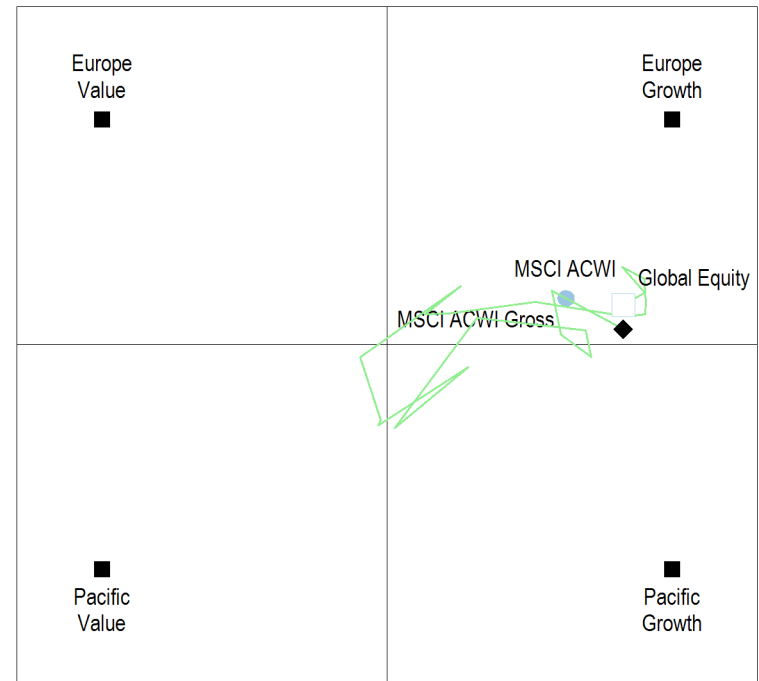 Europe
Value
Europe
Growth
MSCI ACWI
Global Equity
MSCI ACWI Gross
Pacific
Value
Pacific
Growth